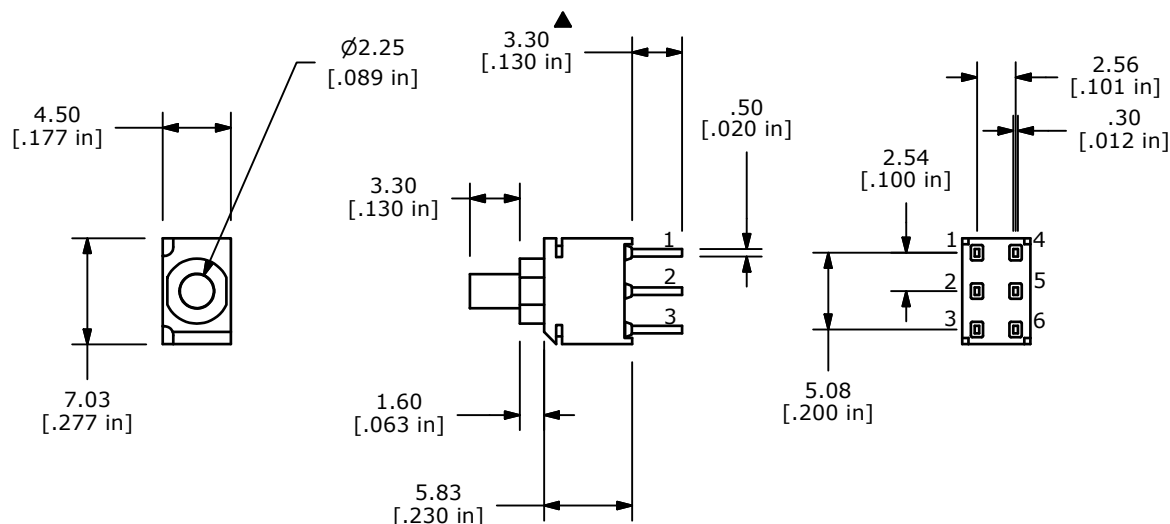 Ø2.25
[.089 in]
4.50
[.177 in]
7.03
[.277 in]
▲
3.30
[.130 in]
.50
[.020 in]
3.30
[.130 in]
1
2
3
1.60
[.063 in]
5.83
[.230 in]
2.56
[.101 in]
.30
[.012 in]
2.54
[.100 in]
1 4
2 5
3 6
5.08
[.200 in]